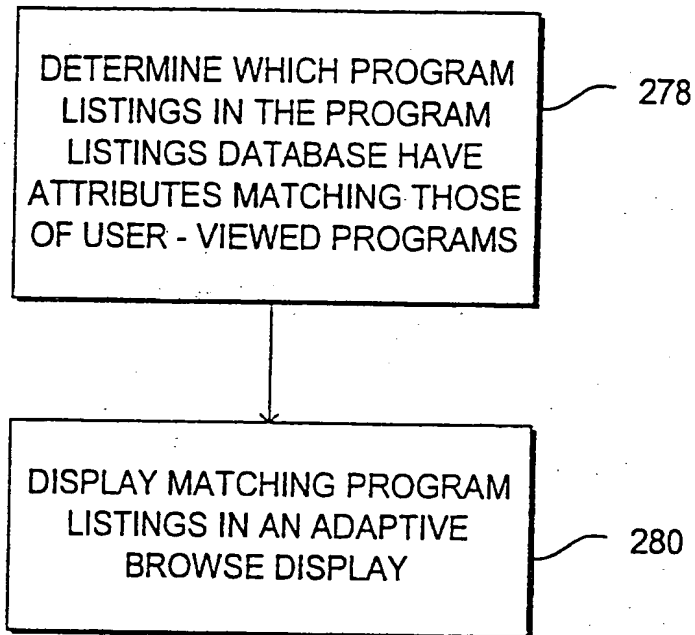 DETERMINE WHICH PROGRAM
LISTINGS IN THE PROGRAM
LISTINGS DATABASE HAVE
ATTRIBUTES MATCHING THOSE
OF USER - VIEWED PROGRAMS
278
DISPLAY MATCHING PROGRAM
LISTINGS IN AN ADAPTIVE
BROWSE DISPLAY
280